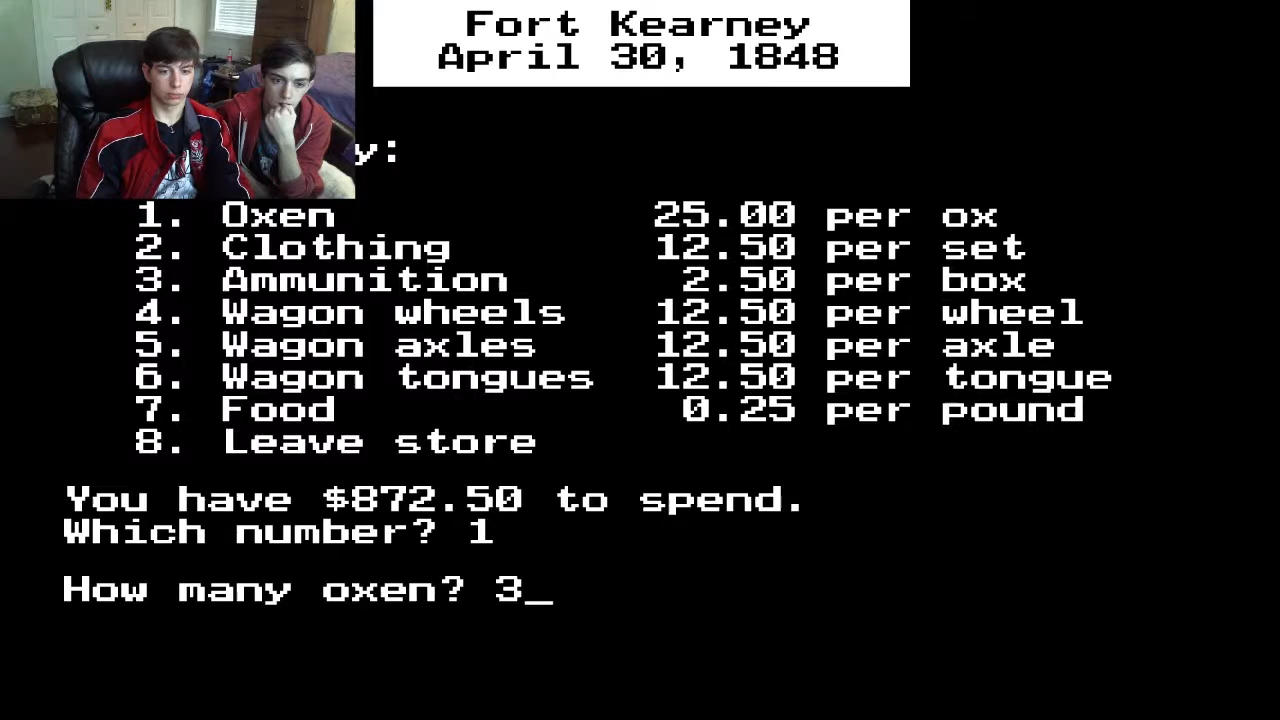 Fort Kearney
April 30, 1848
y:
1. Oxen 25.00 per ox
2. Clothing 12.50 per set
3. Ammunition 2.50 per box
4. Wagon wheels 12.50 per wheel
5. Wagon axles 12.50 per axle
6. Wagon tongues 12.50 per tongue
7. Food 0.25 per pound
8. Leave store
You have $872.50 to spend.
Which number? 1
How many oxen? 3_